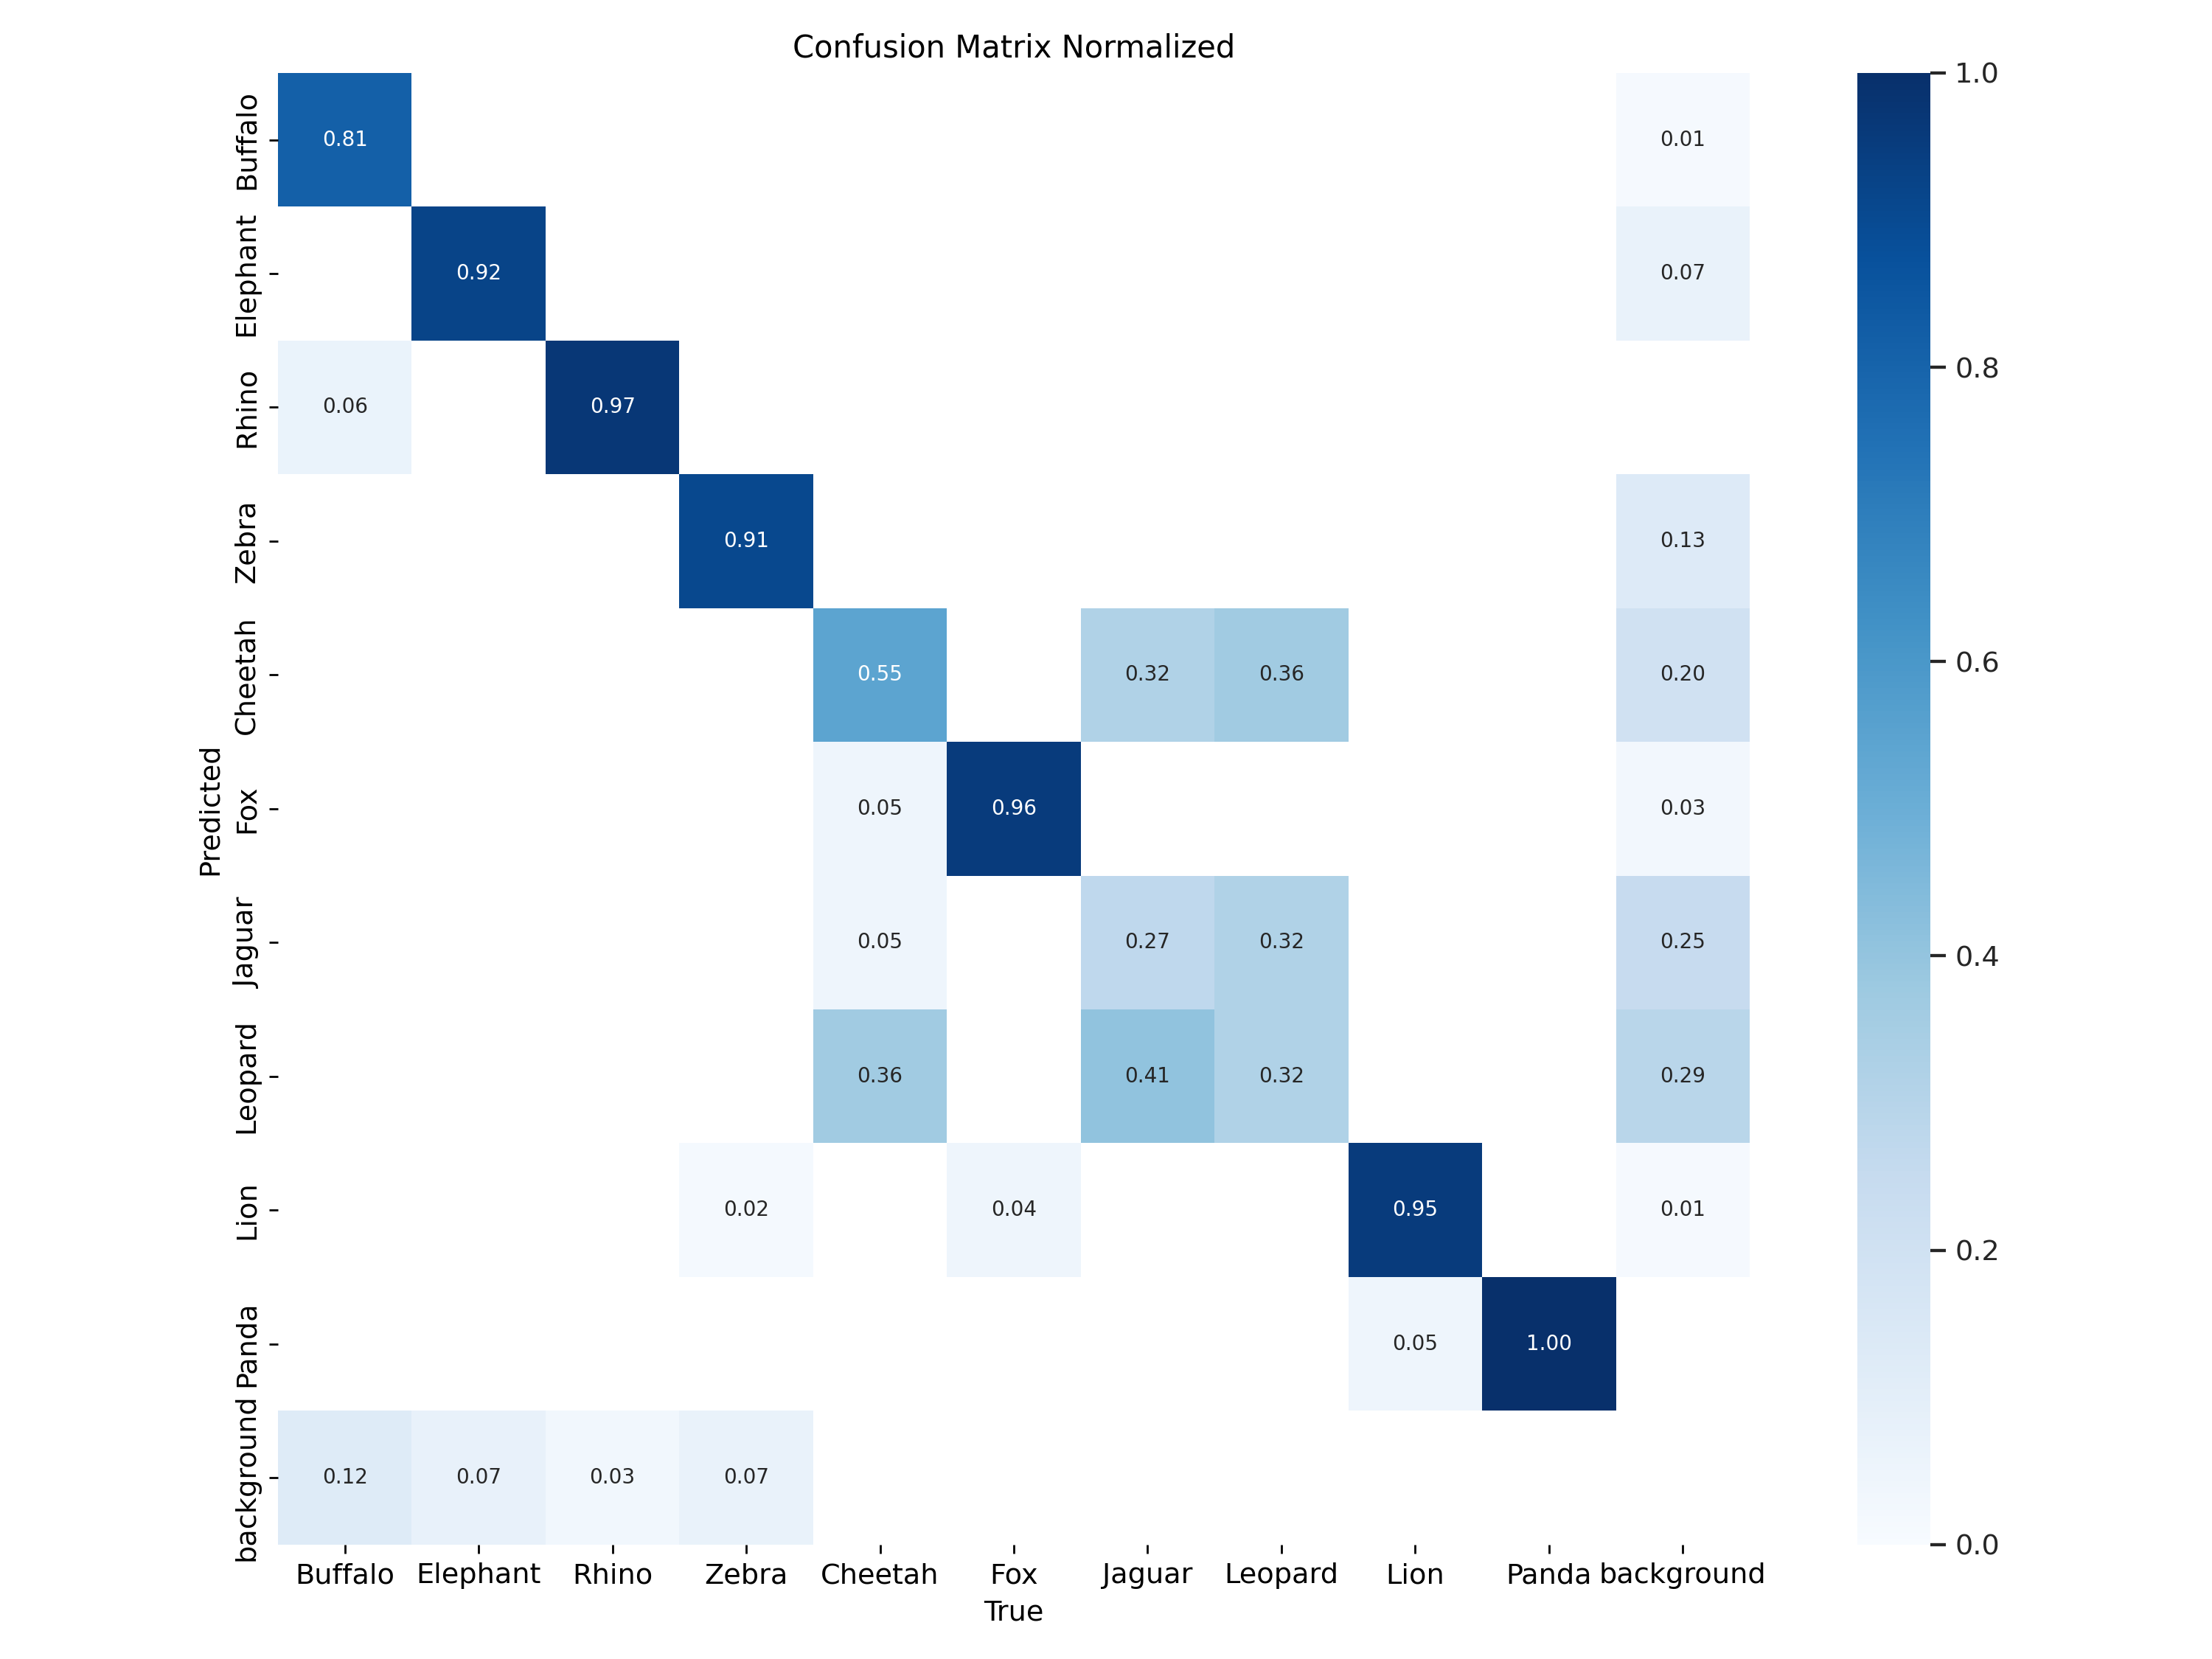 Confusion Matrix Normalized
Predicted
Buffalo 0.81 0.01
Elephant 0.92 0.07
Rhino 0.06 0.97
Zebra 0.91 0.13
Cheetah 0.55 0.32 0.36 0.20
Fox 0.05 0.96 0.03
Jaguar 0.05 0.27 0.32 0.25
Leopard 0.36 0.41 0.32 0.29
Lion 0.02 0.04 0.95 0.01
Panda 0.05 1.00
background 0.12 0.07 0.03 0.07
Buffalo Elephant Rhino Zebra Cheetah Fox Jaguar Leopard Lion Panda background
True
1.0
0.8
0.6
0.4
0.2
0.0